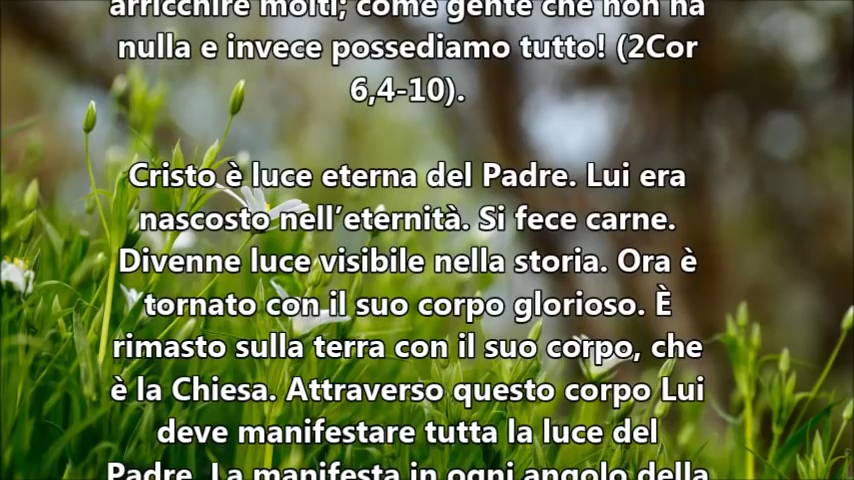 arricchire molti; come gente che non ha
nulla e invece possediamo tutto! (2Cor
6,4-10).
Cristo è luce eterna del Padre. Lui era
nascosto nell’eternità. Si fece carne.
Divenne luce visibile nella storia. Ora è
tornato con il suo corpo glorioso. È
rimasto sulla terra con il suo corpo, che
è la Chiesa. Attraverso questo corpo Lui
deve manifestare tutta la luce del
Padre. La manifesta in ogni angolo della